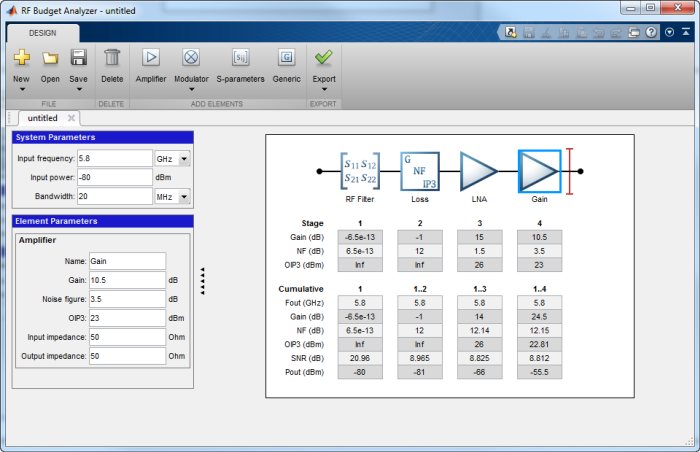 RF Budget Analyzer - untitled
DESIGN
New Open Save Delete Amplifier Modulator S-parameters Generic Export
FILE DELETE ADD ELEMENTS EXPORT
untitled
System Parameters
Input frequency: 5.8 GHz
Input power: -80 dBm
Bandwidth: 20 MHz
Element Parameters
Amplifier
Name: Gain
Gain: 10.5 dB
Noise figure: 3.5 dB
OIP3: 23 dBm
Input impedance: 50 Ohm
Output impedance: 50 Ohm
S11 S12 G
S21 S22 NF
IP3
RF Filter Loss LNA Gain
Stage 1 2 3 4
Gain (dB) -6.5e-13 -1 15 10.5
NF (dB) 6.5e-13 12 1.5 3.5
OIP3 (dBm) Inf Inf 26 23
Cumulative 1 1..2 1..3 1..4
Fout (GHz) 5.8 5.8 5.8 5.8
Gain (dB) -6.5e-13 -1 14 24.5
NF (dB) 6.5e-13 12 12.14 12.15
OIP3 (dBm) Inf Inf 26 22.81
SNR (dB) 20.96 8.965 8.825 8.812
Pout (dBm) -80 -81 -66 -55.5